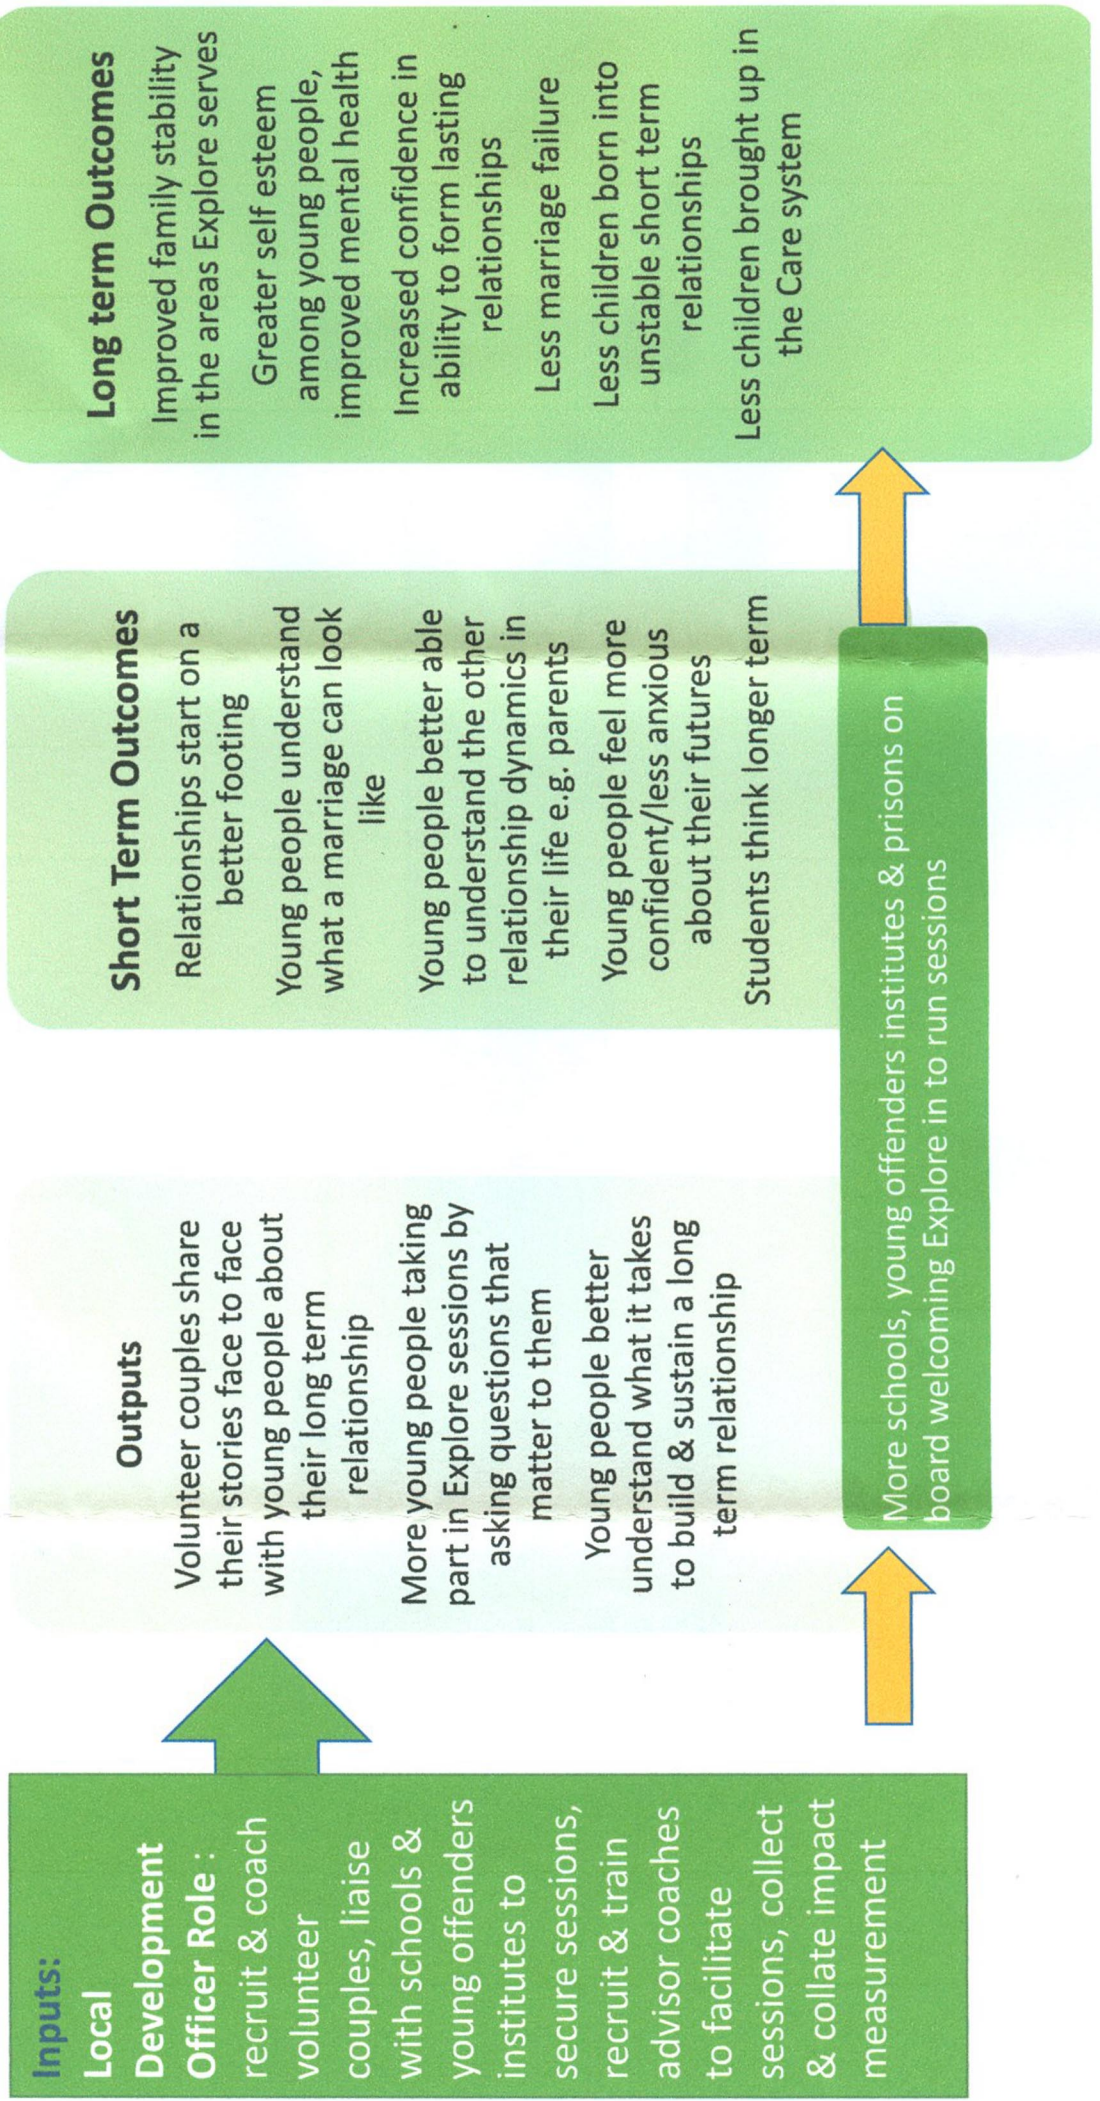 Inputs:
Local
Development
Officer Role :
recruit & coach
volunteer
couples, liaise
with schools &
young offenders
institutes to
secure sessions,
recruit & train
advisor coaches
to facilitate
sessions, collect
& collate impact
measurement
Outputs
Volunteer couples share
their stories face to face
with young people about
their long term
relationship
More young people taking
part in Explore sessions by
asking questions that
matter to them
Young people better
understand what it takes
to build & sustain a long
term relationship
Short Term Outcomes
Relationships start on a
better footing
Young people understand
what a marriage can look
like
Young people better able
to understand the other
relationship dynamics in
their life e.g. parents
Young people feel more
confident/less anxious
about their futures
Students think longer term
More schools, young offenders institutes & prisons on
board welcoming Explore in to run sessions
Long term Outcomes
Improved family stability
in the areas Explore serves
Greater self esteem
among young people,
improved mental health
Increased confidence in
ability to form lasting
relationships
Less marriage failure
Less children born into
unstable short term
relationships
Less children brought up in
the Care system